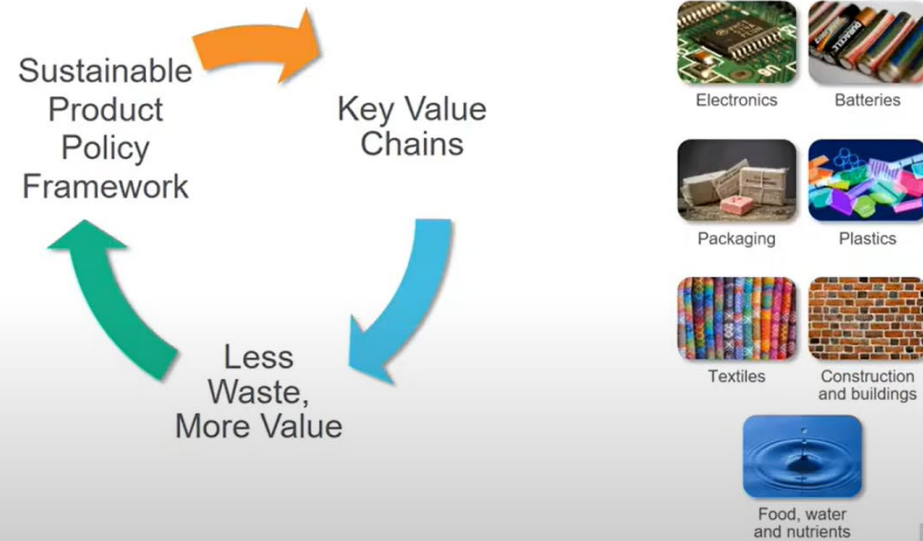 Sustainable
Product
Policy
Framework
Key Value
Chains
Less
Waste,
More Value
Electronics
Batteries
DURACELL
Packaging
Plastics
Textiles
Construction
and buildings
Food, water
and nutrients